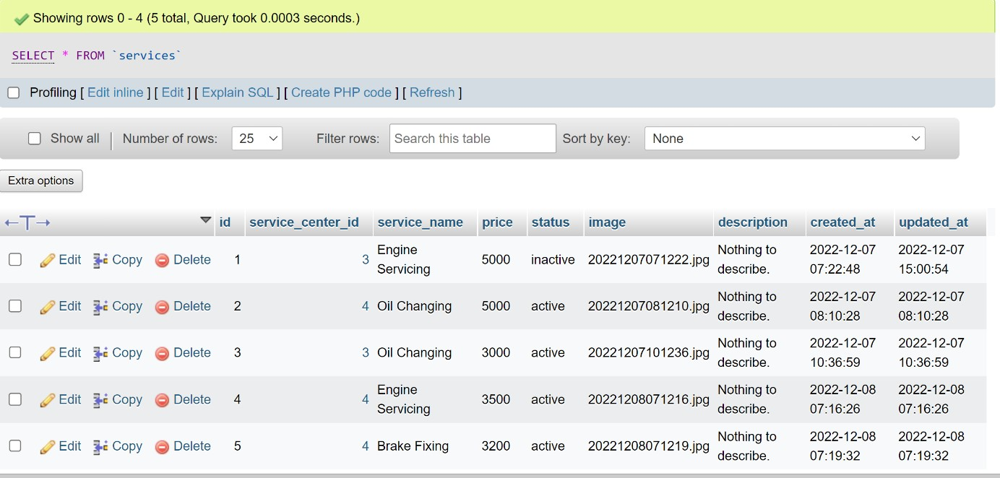 Showing rows 0 - 4 (5 total, Query took 0.0003 seconds.)
SELECT * FROM `services`
Profiling [ Edit inline ] [ Edit ] [ Explain SQL ] [ Create PHP code ] [ Refresh ]
Show all Number of rows: 25 Filter rows: Search this table Sort by key: None
Extra options
←T→ id service_center_id service_name price status image description created_at updated_at
Edit Copy Delete 1 3 Engine Servicing 5000 inactive 20221207071222.jpg Nothing to describe. 2022-12-07 07:22:48 2022-12-07 15:00:54
Edit Copy Delete 2 4 Oil Changing 5000 active 20221207081210.jpg Nothing to describe. 2022-12-07 08:10:28 2022-12-07 08:10:28
Edit Copy Delete 3 3 Oil Changing 3000 active 20221207101236.jpg Nothing to describe. 2022-12-07 10:36:59 2022-12-07 10:36:59
Edit Copy Delete 4 4 Engine Servicing 3500 active 20221208071216.jpg Nothing to describe. 2022-12-08 07:16:26 2022-12-08 07:16:26
Edit Copy Delete 5 4 Brake Fixing 3200 active 20221208071219.jpg Nothing to describe. 2022-12-08 07:19:32 2022-12-08 07:19:32